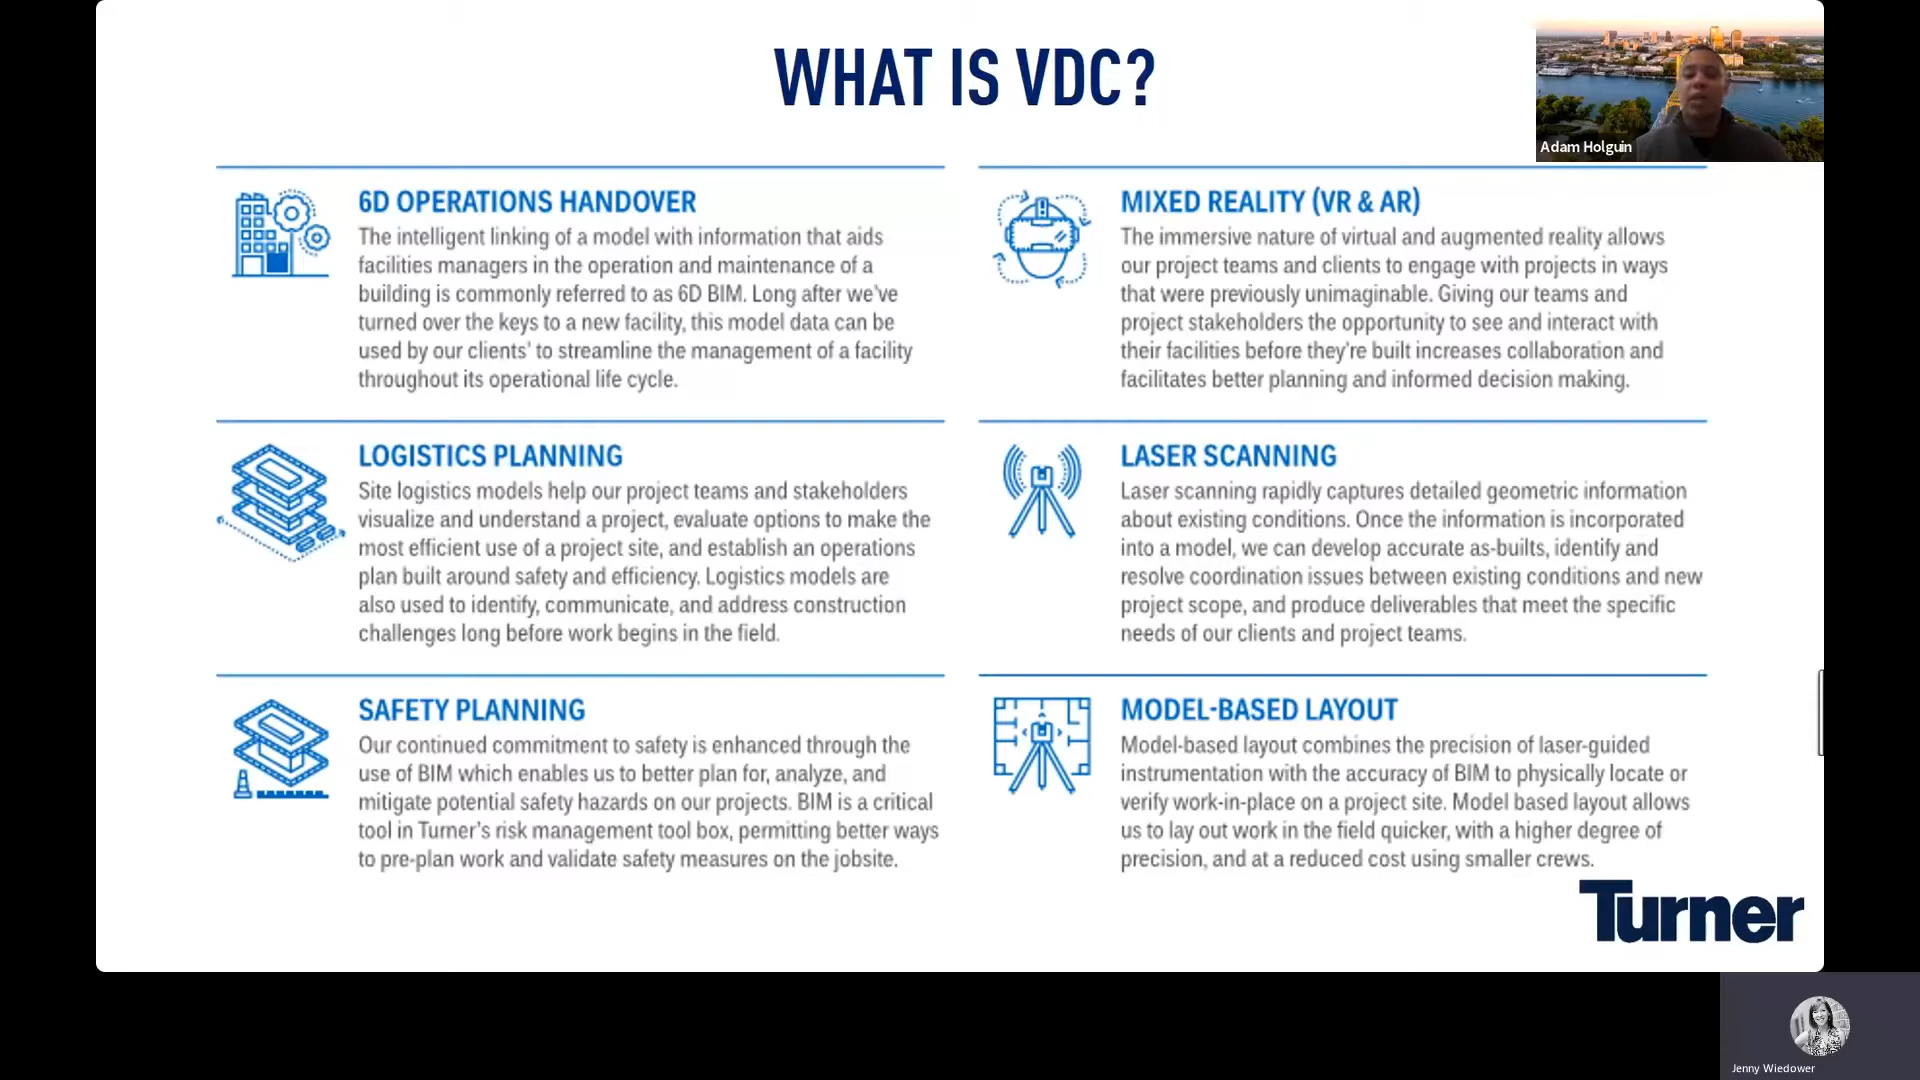 WHAT IS VDC?
Adam Holguin
6D OPERATIONS HANDOVER
The intelligent linking of a model with information that aids
facilities managers in the operation and maintenance of a
building is commonly referred to as 6D BIM. Long after we've
turned over the keys to a new facility, this model data can be
used by our clients' to streamline the management of a facility
throughout its operational life cycle.
MIXED REALITY (VR & AR)
The immersive nature of virtual and augmented reality allows
our project teams and clients to engage with projects in ways
that were previously unimaginable. Giving our teams and
project stakeholders the opportunity to see and interact with
their facilities before they're built increases collaboration and
facilitates better planning and informed decision making.
LOGISTICS PLANNING
Site logistics models help our project teams and stakeholders
visualize and understand a project, evaluate options to make the
most efficient use of a project site, and establish an operations
plan built around safety and efficiency. Logistics models are
also used to identify, communicate, and address construction
challenges long before work begins in the field.
LASER SCANNING
Laser scanning rapidly captures detailed geometric information
about existing conditions. Once the information is incorporated
into a model, we can develop accurate as-builts, identify and
resolve coordination issues between existing conditions and new
project scope, and produce deliverables that meet the specific
needs of our clients and project teams.
SAFETY PLANNING
Our continued commitment to safety is enhanced through the
use of BIM which enables us to better plan for, analyze, and
mitigate potential safety hazards on our projects. BIM is a critical
tool in Turner's risk management tool box, permitting better ways
to pre-plan work and validate safety measures on the jobsite.
MODEL-BASED LAYOUT
Model-based layout combines the precision of laser-guided
instrumentation with the accuracy of BIM to physically locate or
verify work-in-place on a project site. Model based layout allows
us to lay out work in the field quicker, with a higher degree of
precision, and at a reduced cost using smaller crews.
Turner
Jenny Wiedower